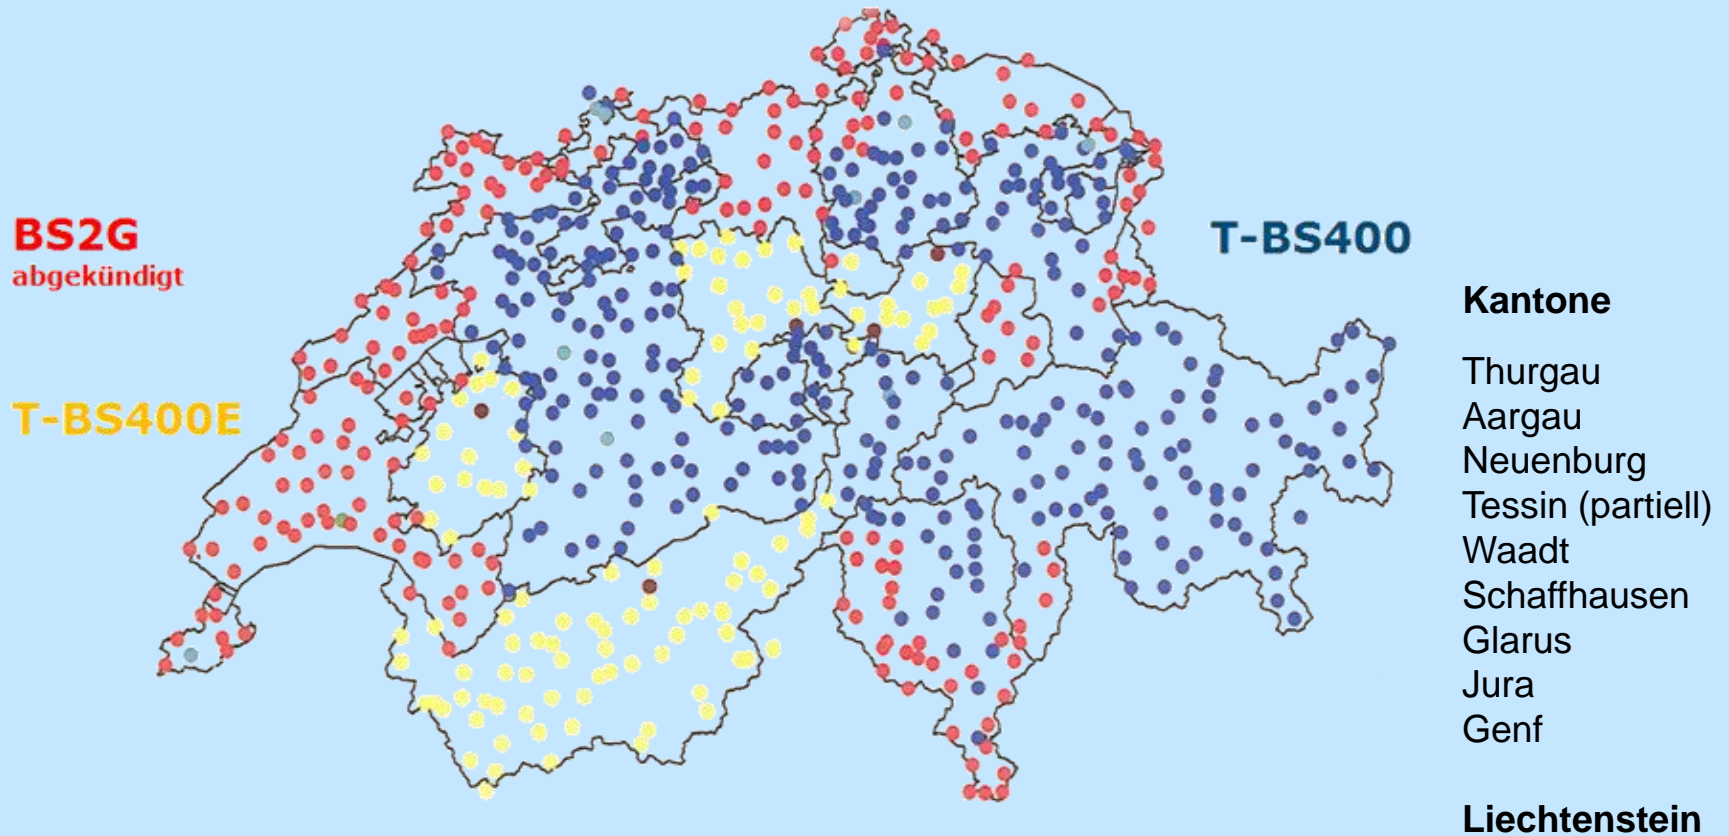 BS2G
abgekündigt
T-BS400
T-BS400E
Kantone
Thurgau
Aargau
Neuenburg
Tessin (partiell)
Waadt
Schaffhausen
Glarus
Jura
Genf
Liechtenstein